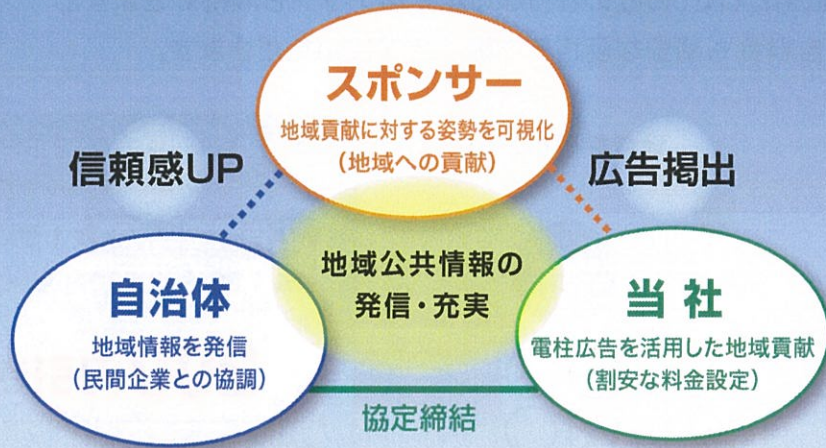 スポンサー
地域貢献に対する姿勢を可視化
(地域への貢献)
信頼感UP
広告掲出
地域公共情報の
発信・充実
自治体
地域情報を発信
(民間企業との協調)
当社
電柱広告を活用した地域貢献
(割安な料金設定)
協定締結